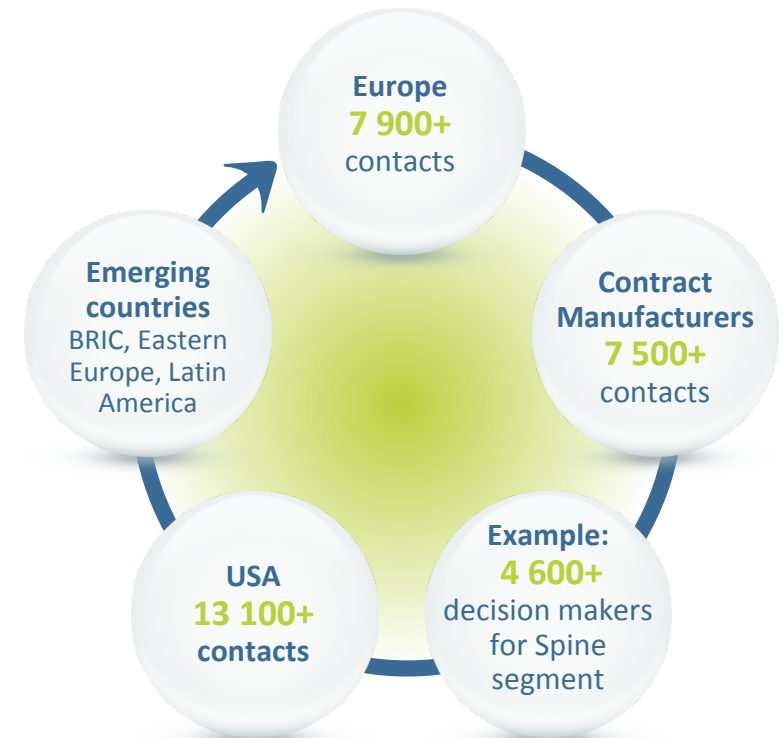 Europe
7 900+
contacts
Contract
Manufacturers
7 500+
contacts
Example:
4 600+
decision makers
for Spine
segment
USA
13 100+
contacts
Emerging
countries
BRIC, Eastern
Europe, Latin
America